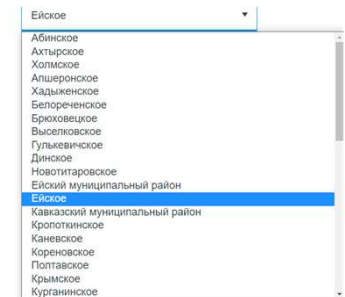 Ейское
Абинское
Ахтырское
Холмское
Апшеронское
Хадыженское
Белореченское
Брюховецкое
Выселковское
Гулькевичское
Динское
Новотитаровское
Ейский муниципальный район
Ейское
Кавказский муниципальный район
Кропоткинское
Каневское
Кореновское
Полтавское
Крымское
Курганинское